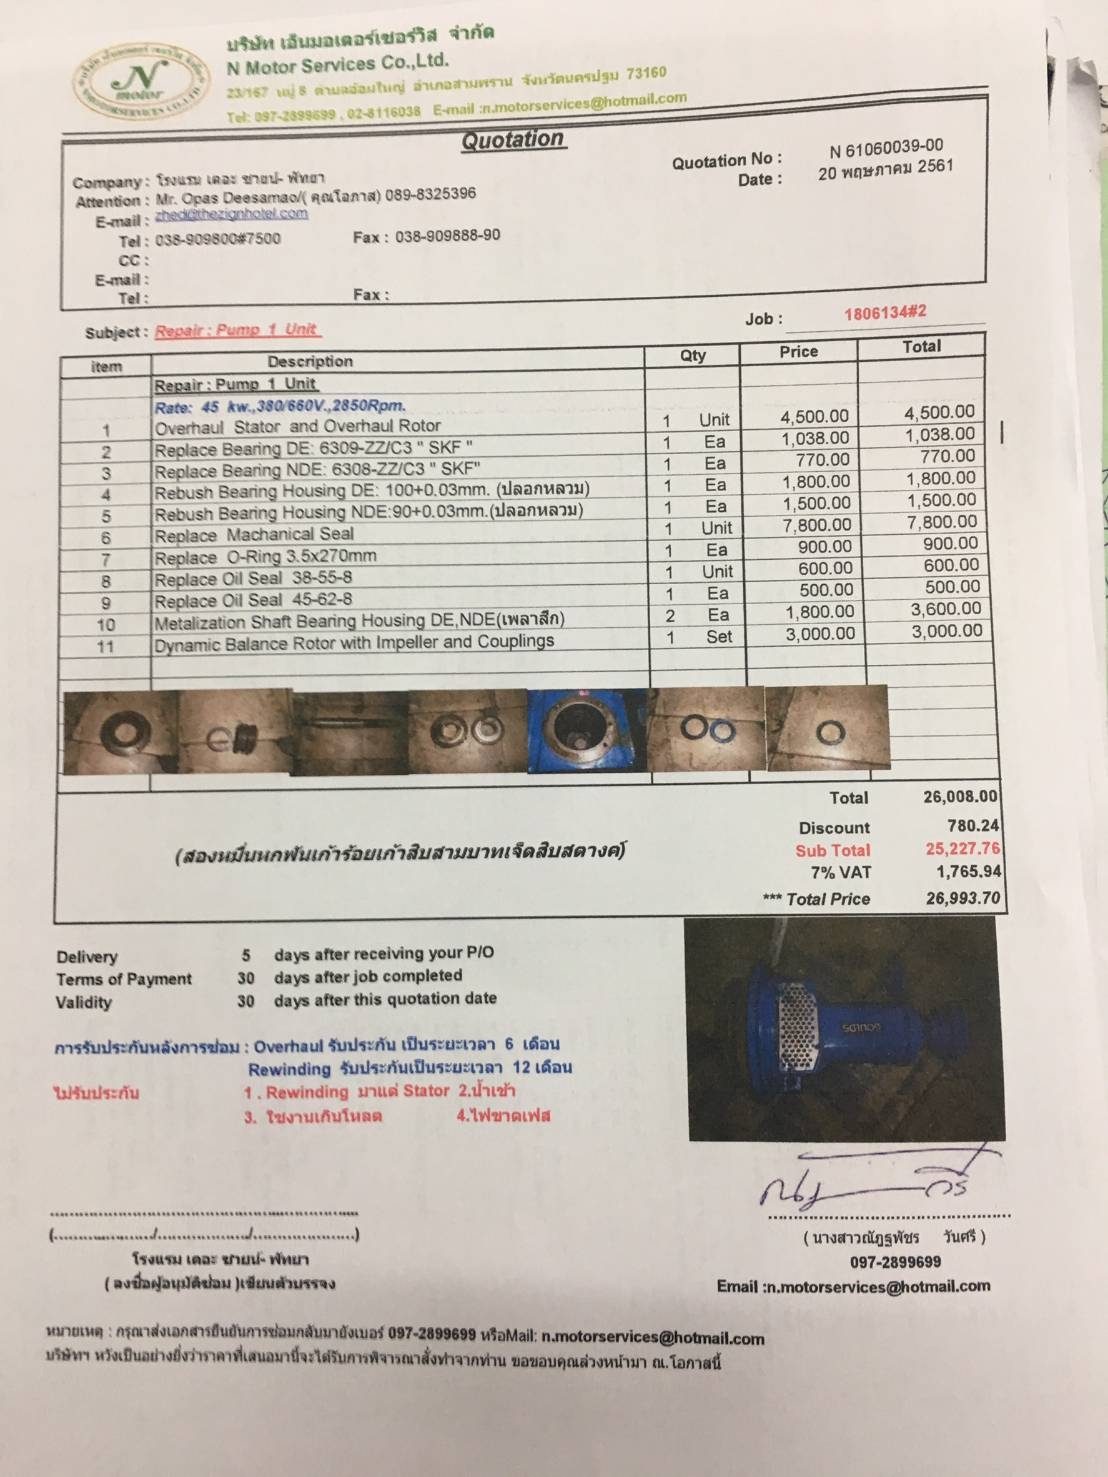 บริษัท เอ็นมอเตอร์เซอร์วิส จำกัด
N Motor Services Co.,Ltd.
23/167 หมู่ 8 ตำบลอ้อมใหญ่ อำเภอสามพราน จังหวัดนครปฐม 73160
Tel: 097-2899699 , 02-8116038 E-mail :n.motorservices@hotmail.com
N
motor
Quotation
Company : โรงแรม เดอะ ซายน์- พัทยา
Quotation No : N 61060039-00
Attention : Mr. Opas Deesamao/( คุณโอภาส) 089-8325396
Date : 20 พฤษภาคม 2561
E-mail : zhed@thezignhotel.com
Tel : 038-909800#7500 Fax : 038-909888-90
CC :
E-mail :
Tel : Fax :
Subject : Repair : Pump 1 Unit
Job : 1806134#2
item Description Qty Price Total
Repair : Pump 1 Unit
Rate: 45 kw.,380/660V.,2850Rpm.
1 Overhaul Stator and Overhaul Rotor 1 Unit 4,500.00 4,500.00
2 Replace Bearing DE: 6309-ZZ/C3 " SKF " 1 Ea 1,038.00 1,038.00
3 Replace Bearing NDE: 6308-ZZ/C3 " SKF" 1 Ea 770.00 770.00
4 Rebush Bearing Housing DE: 100+0.03mm. (ปลอกหลวม) 1 Ea 1,800.00 1,800.00
5 Rebush Bearing Housing NDE:90+0.03mm.(ปลอกหลวม) 1 Ea 1,500.00 1,500.00
6 Replace Machanical Seal 1 Unit 7,800.00 7,800.00
7 Replace O-Ring 3.5x270mm 1 Ea 900.00 900.00
8 Replace Oil Seal 38-55-8 1 Unit 600.00 600.00
9 Replace Oil Seal 45-62-8 1 Ea 500.00 500.00
10 Metalization Shaft Bearing Housing DE,NDE(เพลาสึก) 2 Ea 1,800.00 3,600.00
11 Dynamic Balance Rotor with Impeller and Couplings 1 Set 3,000.00 3,000.00
Total 26,008.00
Discount 780.24
(สองหมื่นหกพันเก้าร้อยเก้าสิบสามบาทเจ็ดสิบสตางค์)
Sub Total 25,227.76
7% VAT 1,765.94
*** Total Price 26,993.70
Delivery 5 days after receiving your P/O
Terms of Payment 30 days after job completed
Validity 30 days after this quotation date
GOULDS
การรับประกันหลังการซ่อม : Overhaul รับประกัน เป็นระยะเวลา 6 เดือน
Rewinding รับประกันเป็นระยะเวลา 12 เดือน
ไม่รับประกัน 1 . Rewinding มาแต่ Stator 2.น้ำเข้า
3. ใช้งานเกินโหลด 4.ไฟขาดเฟส
(................../.................../.....................)
โรงแรม เดอะ ซายน์- พัทยา
( ลงชื่อผู้อนุมัติซ่อม )เขียนตัวบรรจง
( นางสาวณัฏฐพัชร วันศรี )
097-2899699
Email :n.motorservices@hotmail.com
หมายเหตุ : กรุณาส่งเอกสารยืนยันการซ่อมกลับมายังเบอร์ 097-2899699 หรือMail: n.motorservices@hotmail.com
บริษัทฯ หวังเป็นอย่างยิ่งว่าราคาที่เสนอมานี้จะได้รับการพิจารณาสั่งทำจากท่าน ขอขอบคุณล่วงหน้ามา ณ.โอกาสนี้